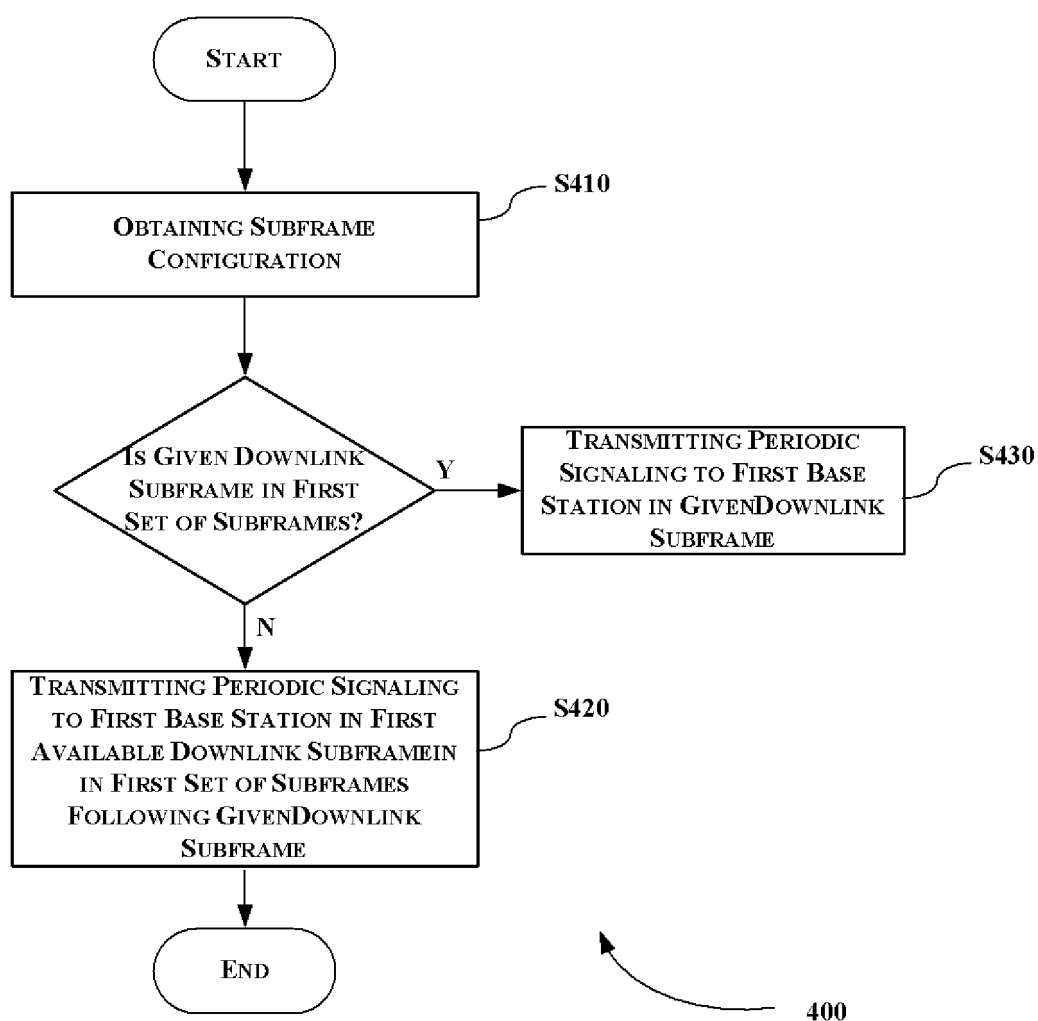 START
S410
OBTAINING SUBFRAME
CONFIGURATION
IS GIVEN DOWNLINK
SUBFRAME IN FIRST
SET OF SUBFRAMES?
Y
TRANSMITTING PERIODIC
SIGNALING TO FIRST BASE
STATION IN GIVENDOWNLINK
SUBFRAME
S430
N
TRANSMITTING PERIODIC SIGNALING
TO FIRST BASE STATION IN FIRST
AVAILABLE DOWNLINK SUBFRAMEIN
IN FIRST SET OF SUBFRAMES
FOLLOWING GIVENDOWNLINK
SUBFRAME
S420
END
400